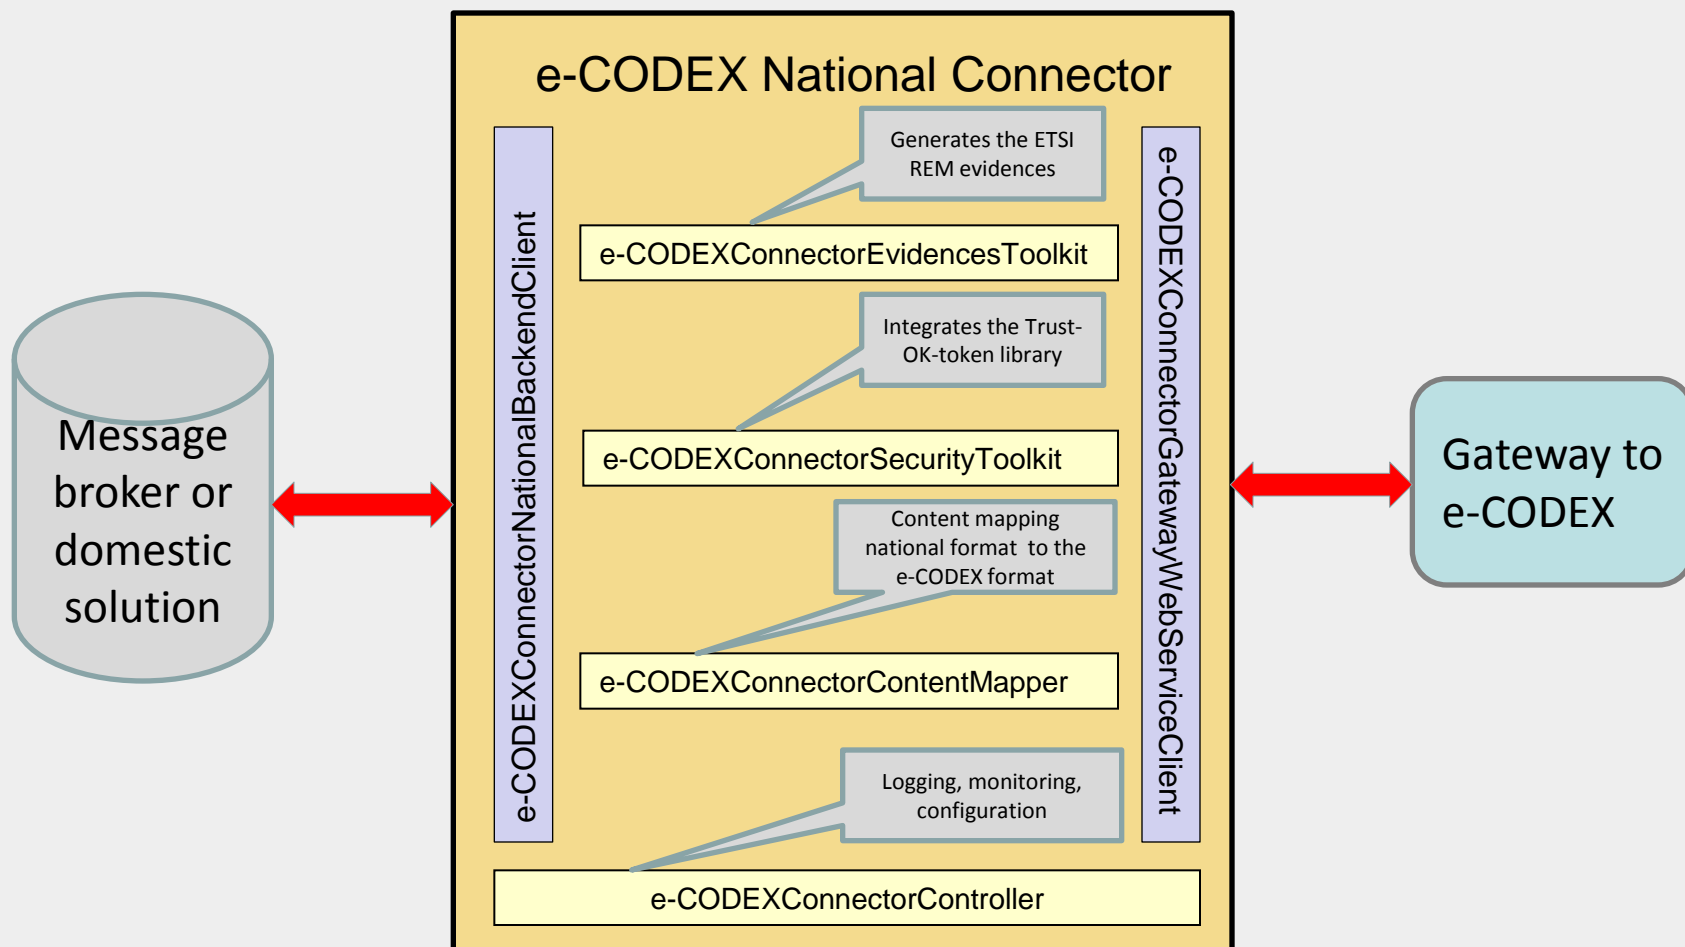 e-CODEX National Connector
Generates the ETSI
REM evidences
e-CODEXConnectorEvidencesToolkit
Integrates the Trust-
OK-token library
e-CODEXConnectorSecurityToolkit
Content mapping
national format  to the
e-CODEX format
e-CODEXConnectorContentMapper
Logging, monitoring,
configuration
e-CODEXConnectorController
e-CODEXConnectorNationalBackendClient
e-CODEXConnectorGatewayWebServiceClient
Message
broker or
domestic
solution
Gateway to
e-CODEX